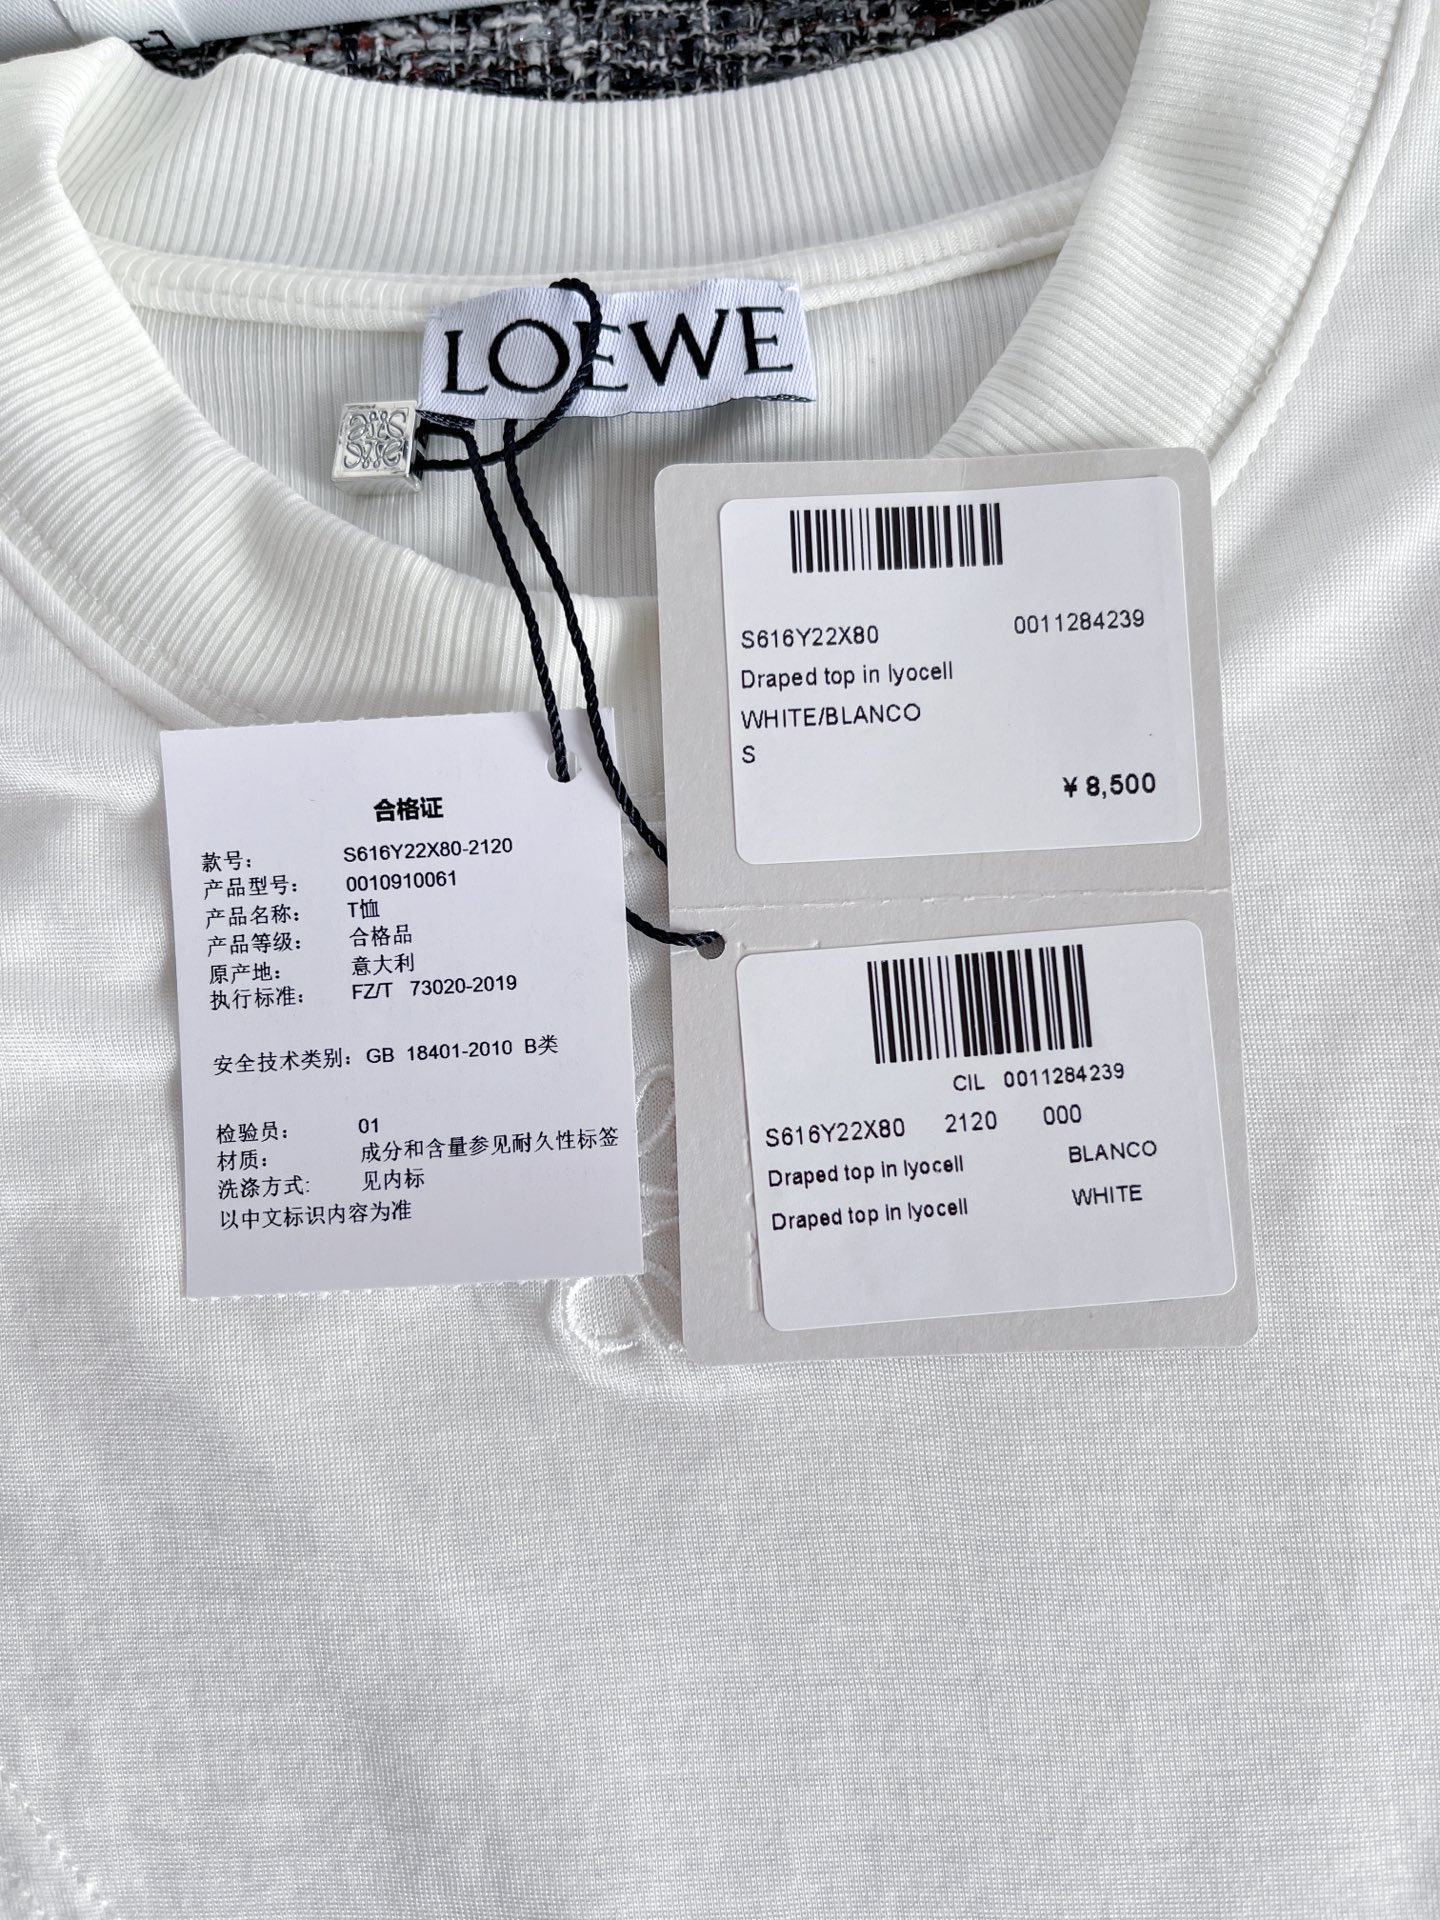 LOEWE
S616Y22X80 0011284239
Draped top in lyocell
WHITE/BLANCO
S
¥ 8,500
合格证
款号： S616Y22X80-2120
产品型号： 0010910061
产品名称： T恤
产品等级： 合格品
原产地： 意大利
执行标准： FZ/T 73020-2019
安全技术类别： GB 18401-2010 B类
检验员： 01
材质： 成分和含量参见耐久性标签
洗涤方式: 见内标
以中文标识内容为准
CIL 0011284239
S616Y22X80 2120 000
Draped top in lyocell BLANCO
Draped top in lyocell WHITE